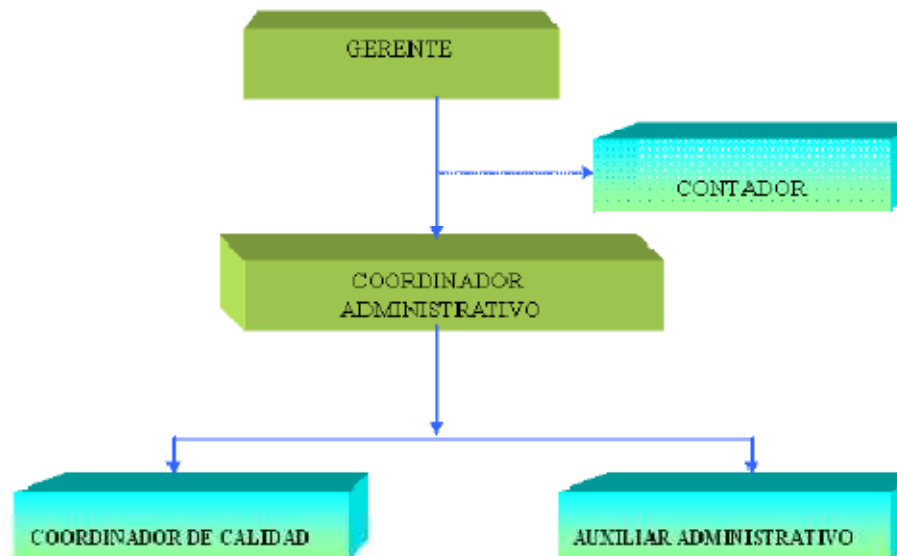 GERENTE
CONTADOR
COORDINADOR
ADMINISTRATIVO
COORDINADOR DE CALIDAD
AUXILIAR ADMINISTRATIVO